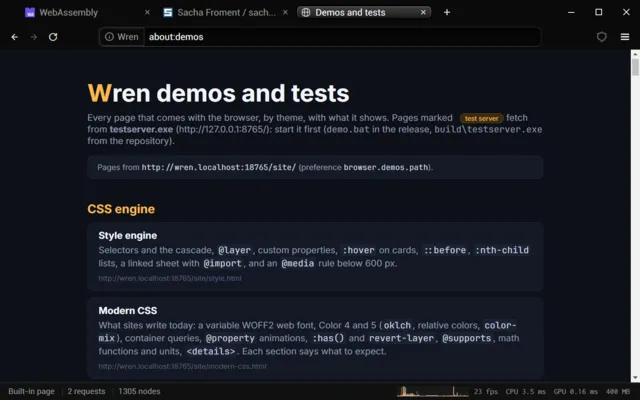 WebAssembly
Sacha Froment / sach...
Demos and tests
Wren
about:demos
Wren demos and tests
Every page that comes with the browser, by theme, with what it shows. Pages marked test server fetch
from testserver.exe (http://127.0.0.1:8765/): start it first (demo.bat in the release, build\testserver.exe
from the repository).
Pages from http://wren.localhost:18765/site/ (preference browser.demos.path).
CSS engine
Style engine
Selectors and the cascade, @layer, custom properties, :hover on cards, ::before, :nth-child
lists, a linked sheet with @import, and an @media rule below 600 px.
http://wren.localhost:18765/site/style.html
Modern CSS
What sites write today: a variable WOFF2 web font, Color 4 and 5 (oklch, relative colors, color-
mix), container queries, @property animations, :has() and revert-layer, @supports, math
functions and units, <details>. Each section says what to expect.
http://wren.localhost:18765/site/modern-css.html
Built-in page
2 requests
1305 nodes
23 fps CPU 3.5 ms GPU 0.16 ms 400 MB